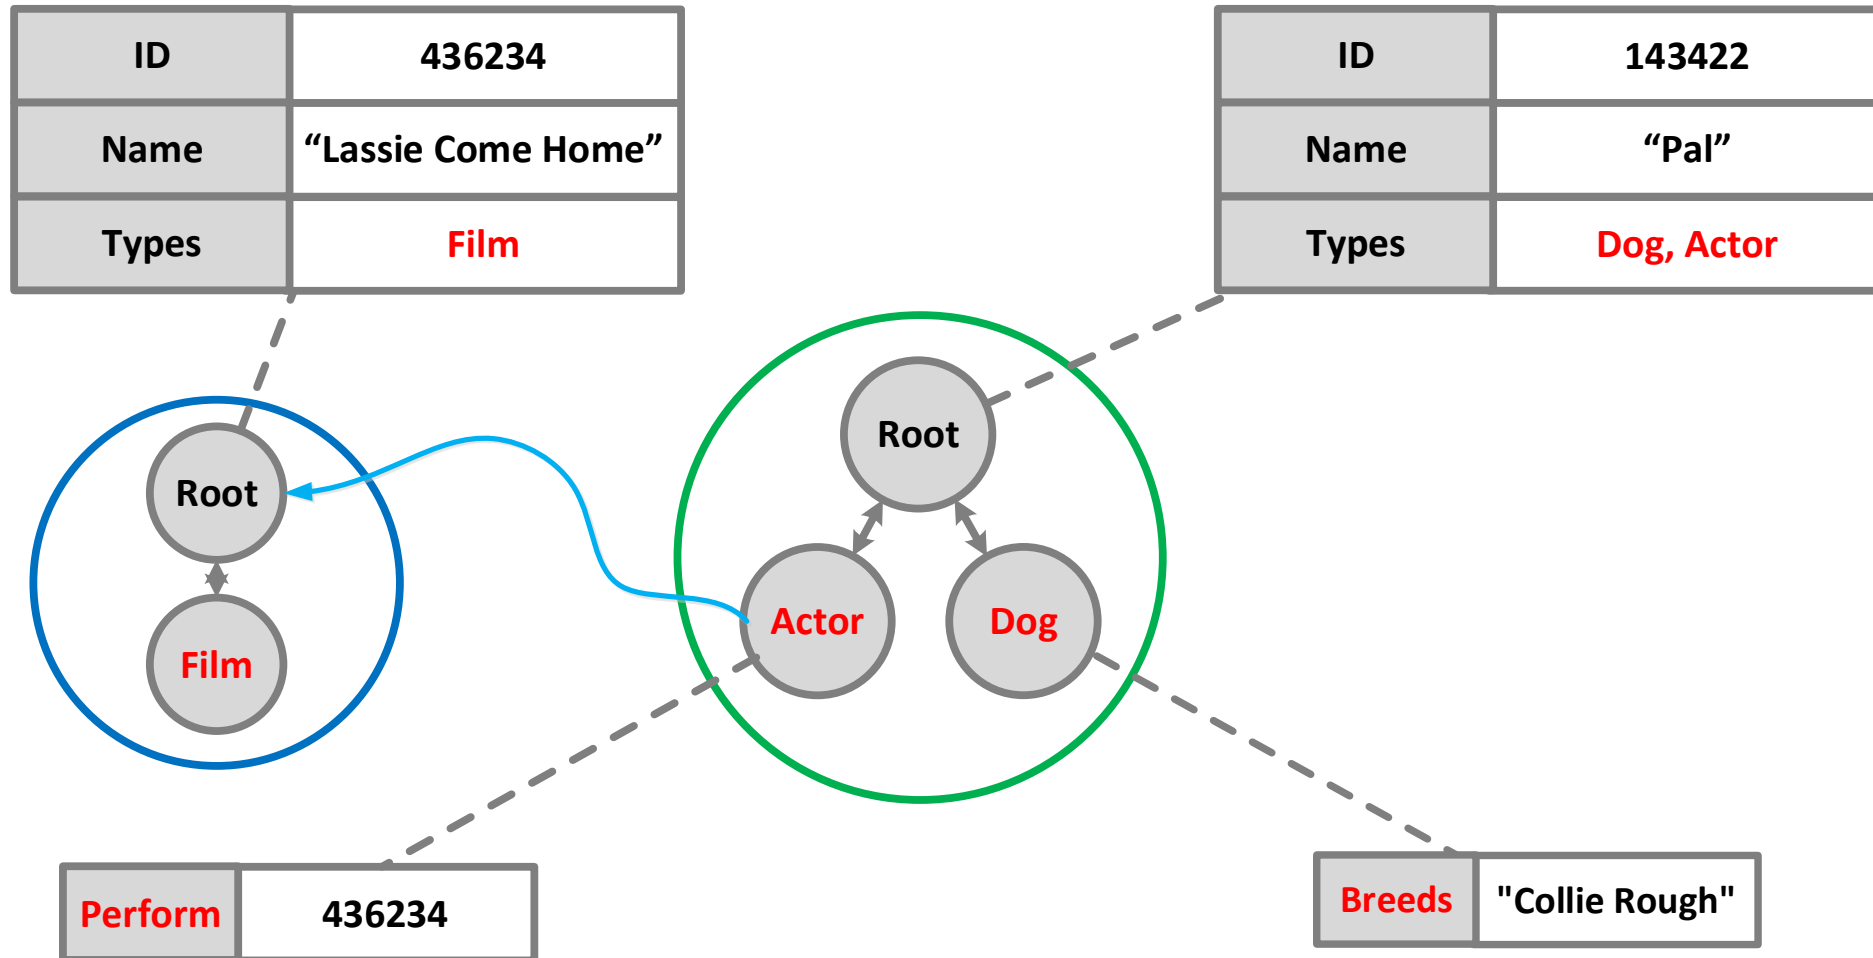 ID 436234
Name “Lassie Come Home”
Types Film
ID 143422
Name “Pal”
Types Dog, Actor
Root
Film
Root
Actor
Dog
Perform 436234
Breeds "Collie Rough"